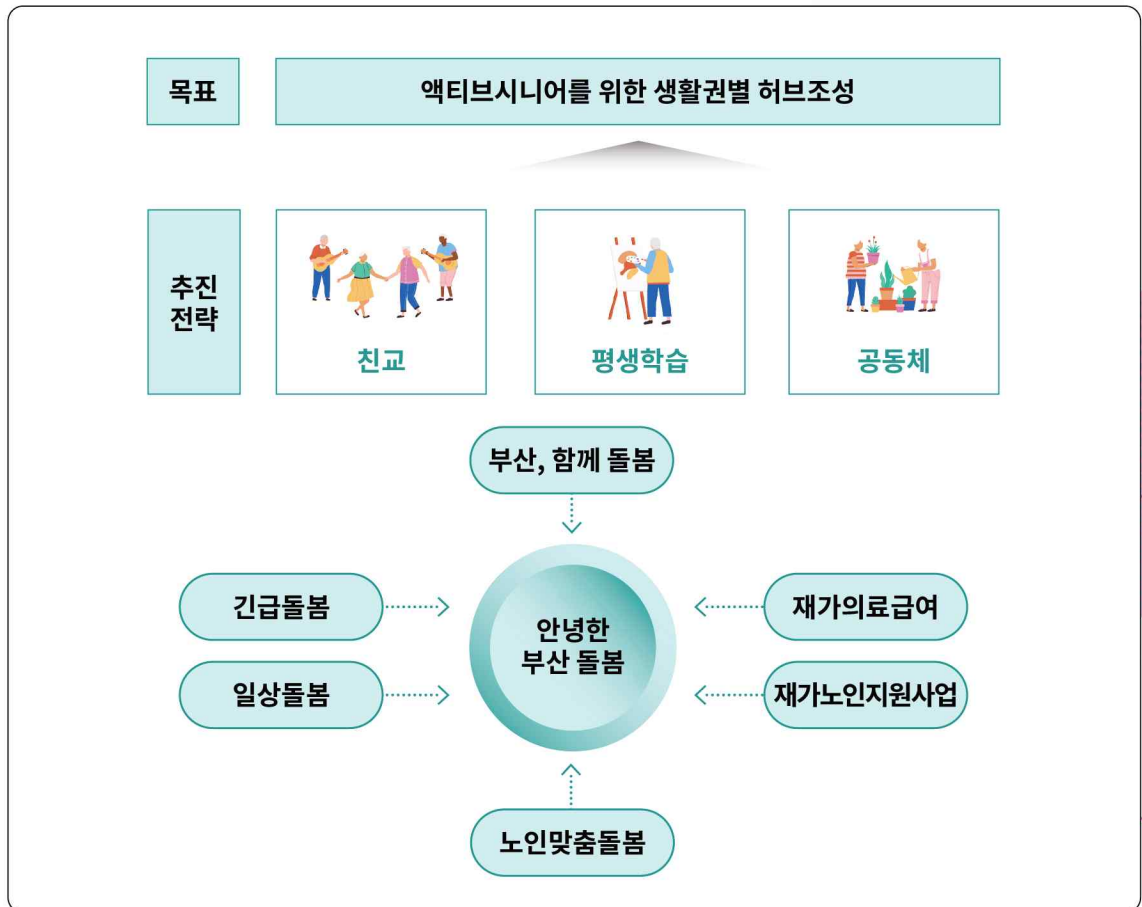 목표
액티브시니어를 위한 생활권별 허브조성
추진
전략
친교
평생학습
공동체
부산, 함께 돌봄
긴급돌봄
재가의료급여
안녕한
부산 돌봄
일상돌봄
재가노인지원사업
노인맞춤돌봄